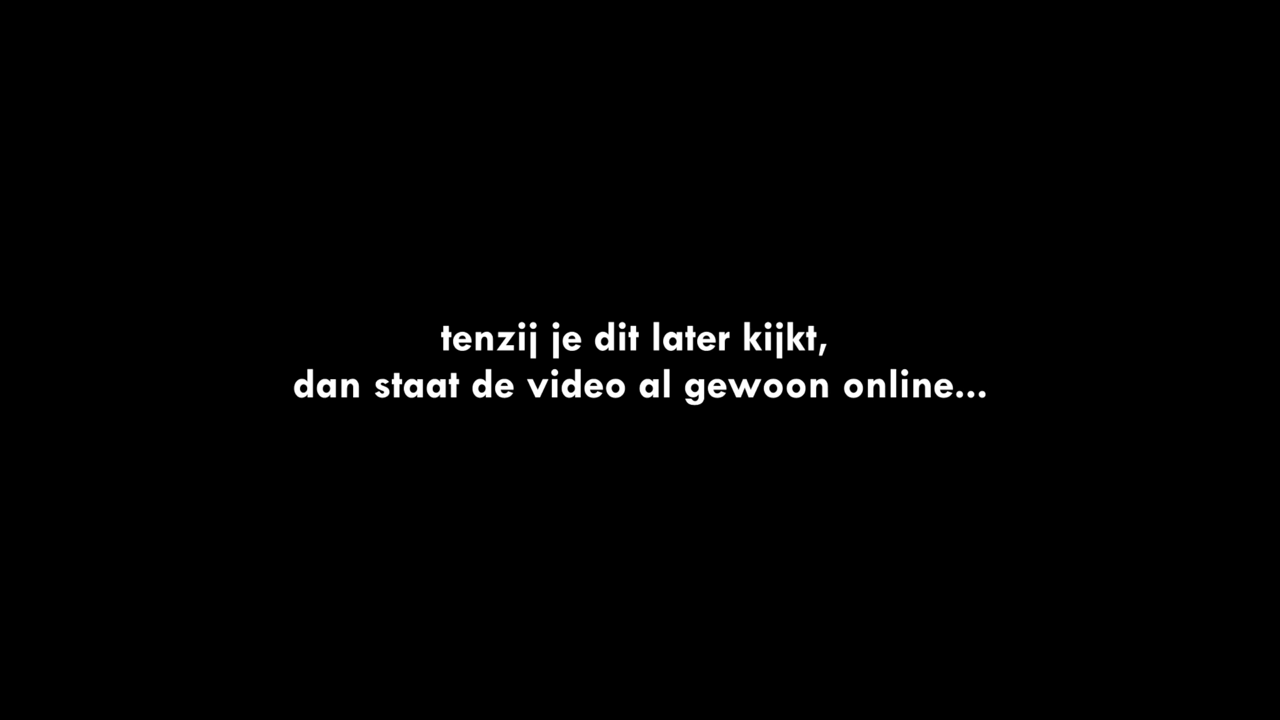 tenzij je dit later kijkt,
dan staat de video al gewoon online...